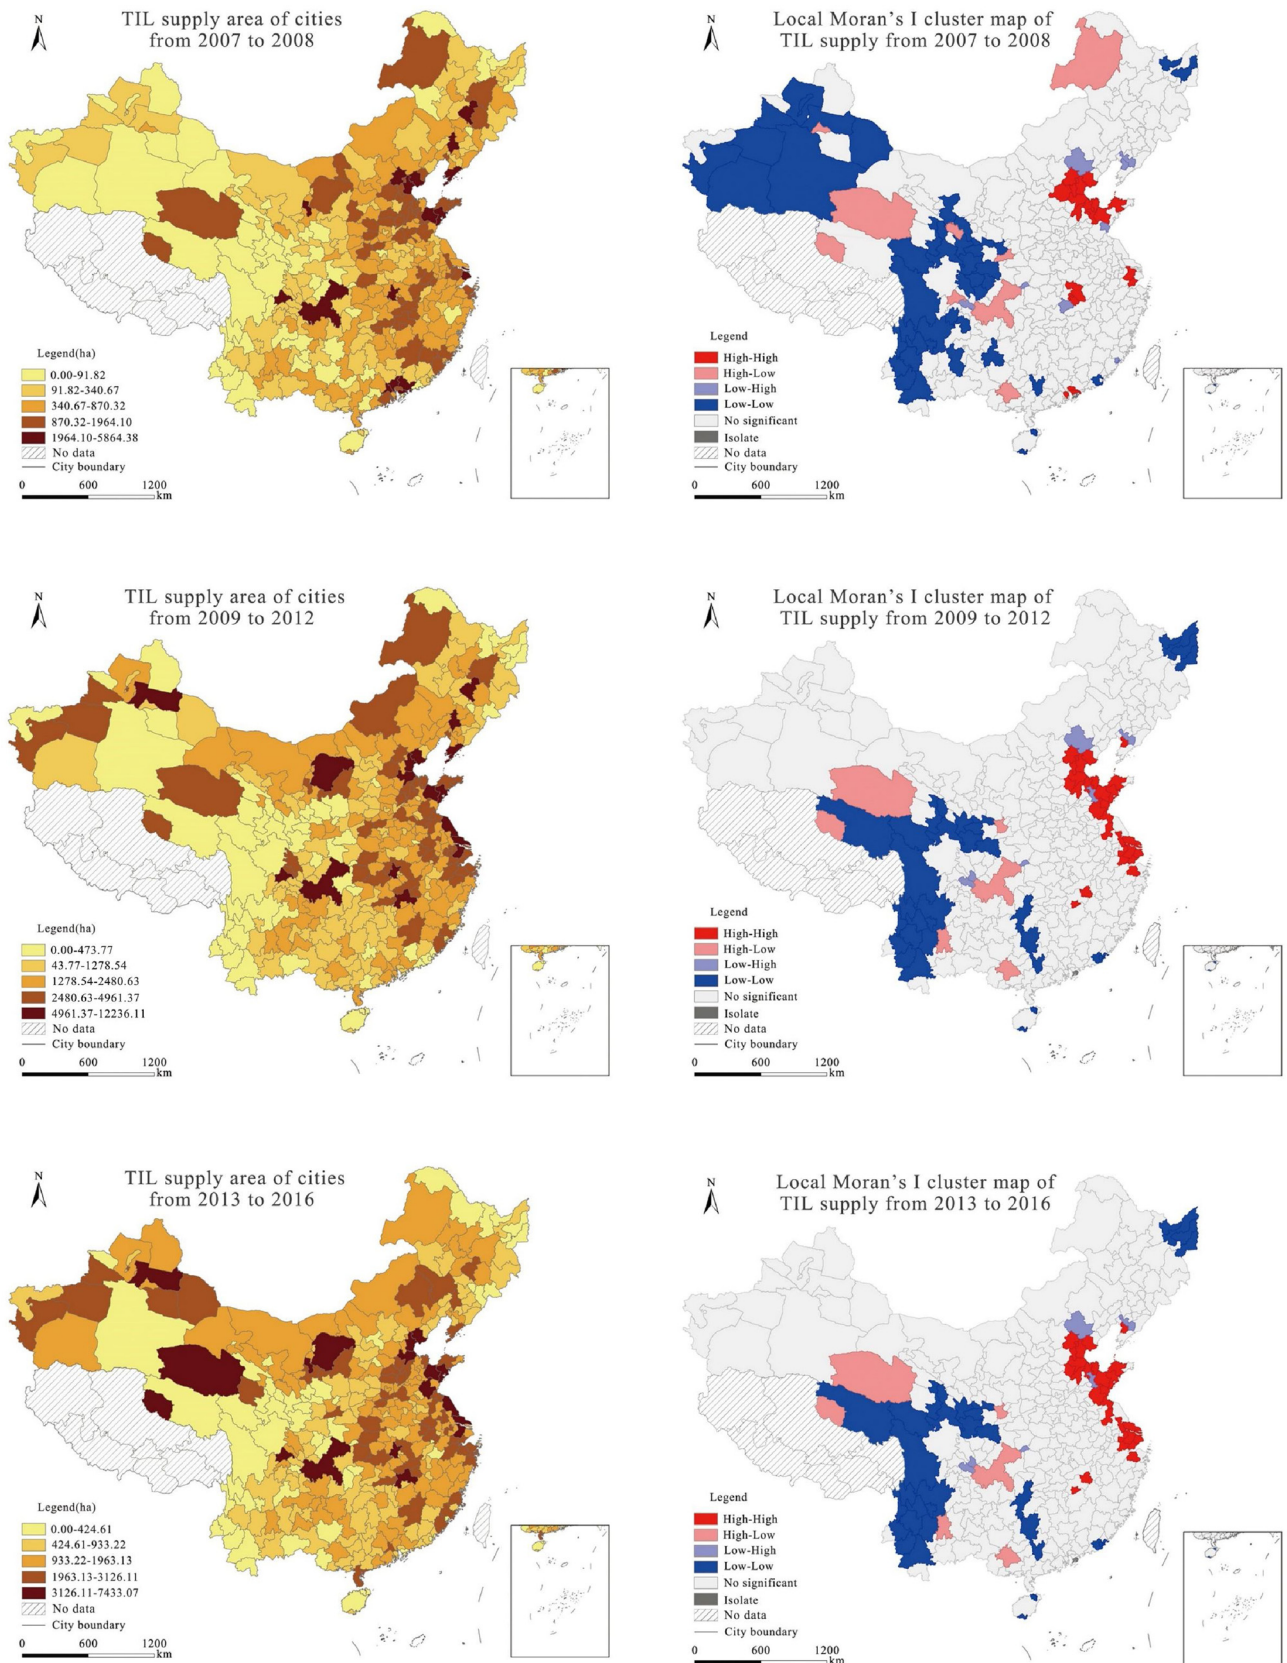 TIL supply area of cities
from 2007 to 2008
N
Legend(ha)
0.00-91.82
91.82-340.67
340.67-870.32
870.32-1964.10
1964.10-5864.38
No data
City boundary
0 600 1200
km
Local Moran's I cluster map of
TIL supply from 2007 to 2008
N
Legend
High-High
High-Low
Low-High
Low-Low
No significant
Isolate
No data
City boundary
0 600 1200
km
TIL supply area of cities
from 2009 to 2012
N
Legend(ha)
0.00-473.77
43.77-1278.54
1278.54-2480.63
2480.63-4961.37
4961.37-12236.11
No data
City boundary
0 600 1200
km
Local Moran's I cluster map of
TIL supply from 2009 to 2012
N
Legend
High-High
High-Low
Low-High
Low-Low
No significant
Isolate
No data
City boundary
0 600 1200
km
TIL supply area of cities
from 2013 to 2016
N
Legend(ha)
0.00-424.61
424.61-933.22
933.22-1963.13
1963.13-3126.11
3126.11-7433.07
No data
City boundary
0 600 1200
km
Local Moran's I cluster map of
TIL supply from 2013 to 2016
N
Legend
High-High
High-Low
Low-High
Low-Low
No significant
Isolate
No data
City boundary
0 600 1200
km